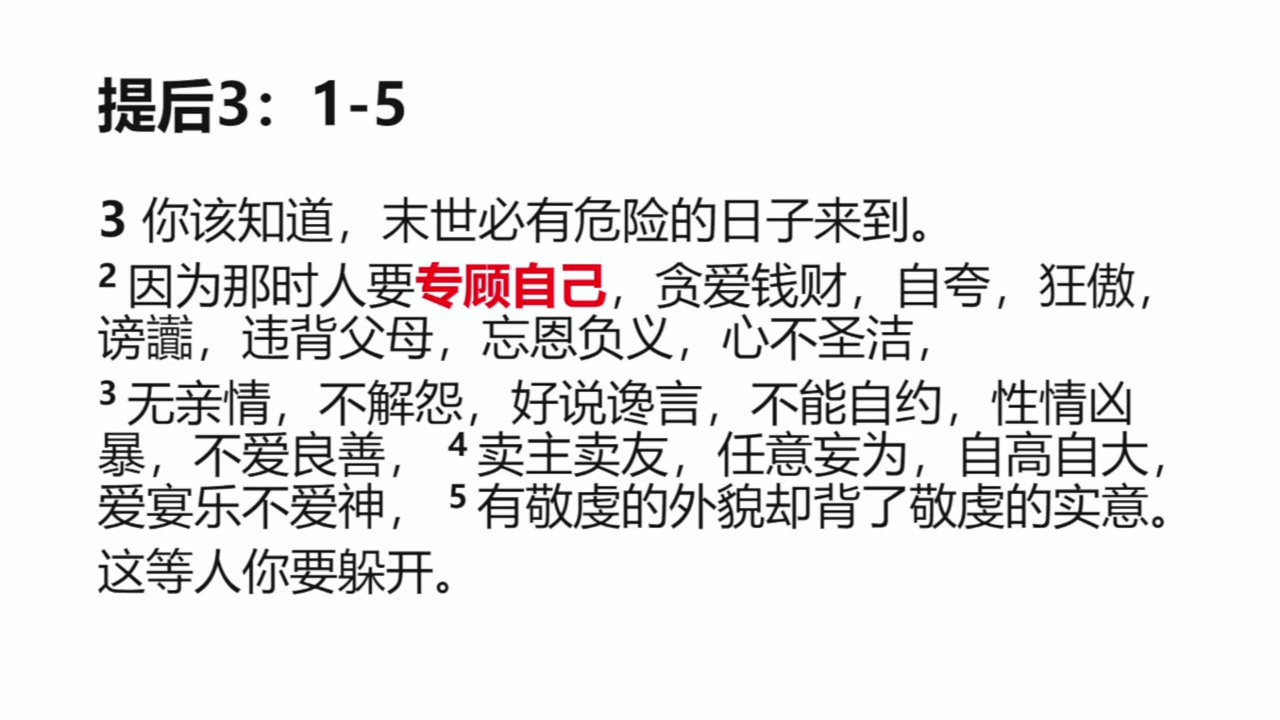 提后3：1-5
3 你该知道，末世必有危险的日子来到。
2 因为那时人要专顾自己，贪爱钱财，自夸，狂傲，
谤讟，违背父母，忘恩负义，心不圣洁，
3 无亲情，不解怨，好说谗言，不能自约，性情凶
暴，不爱良善， 4 卖主卖友，任意妄为，自高自大，
爱宴乐不爱神， 5 有敬虔的外貌却背了敬虔的实意。
这等人你要躲开。